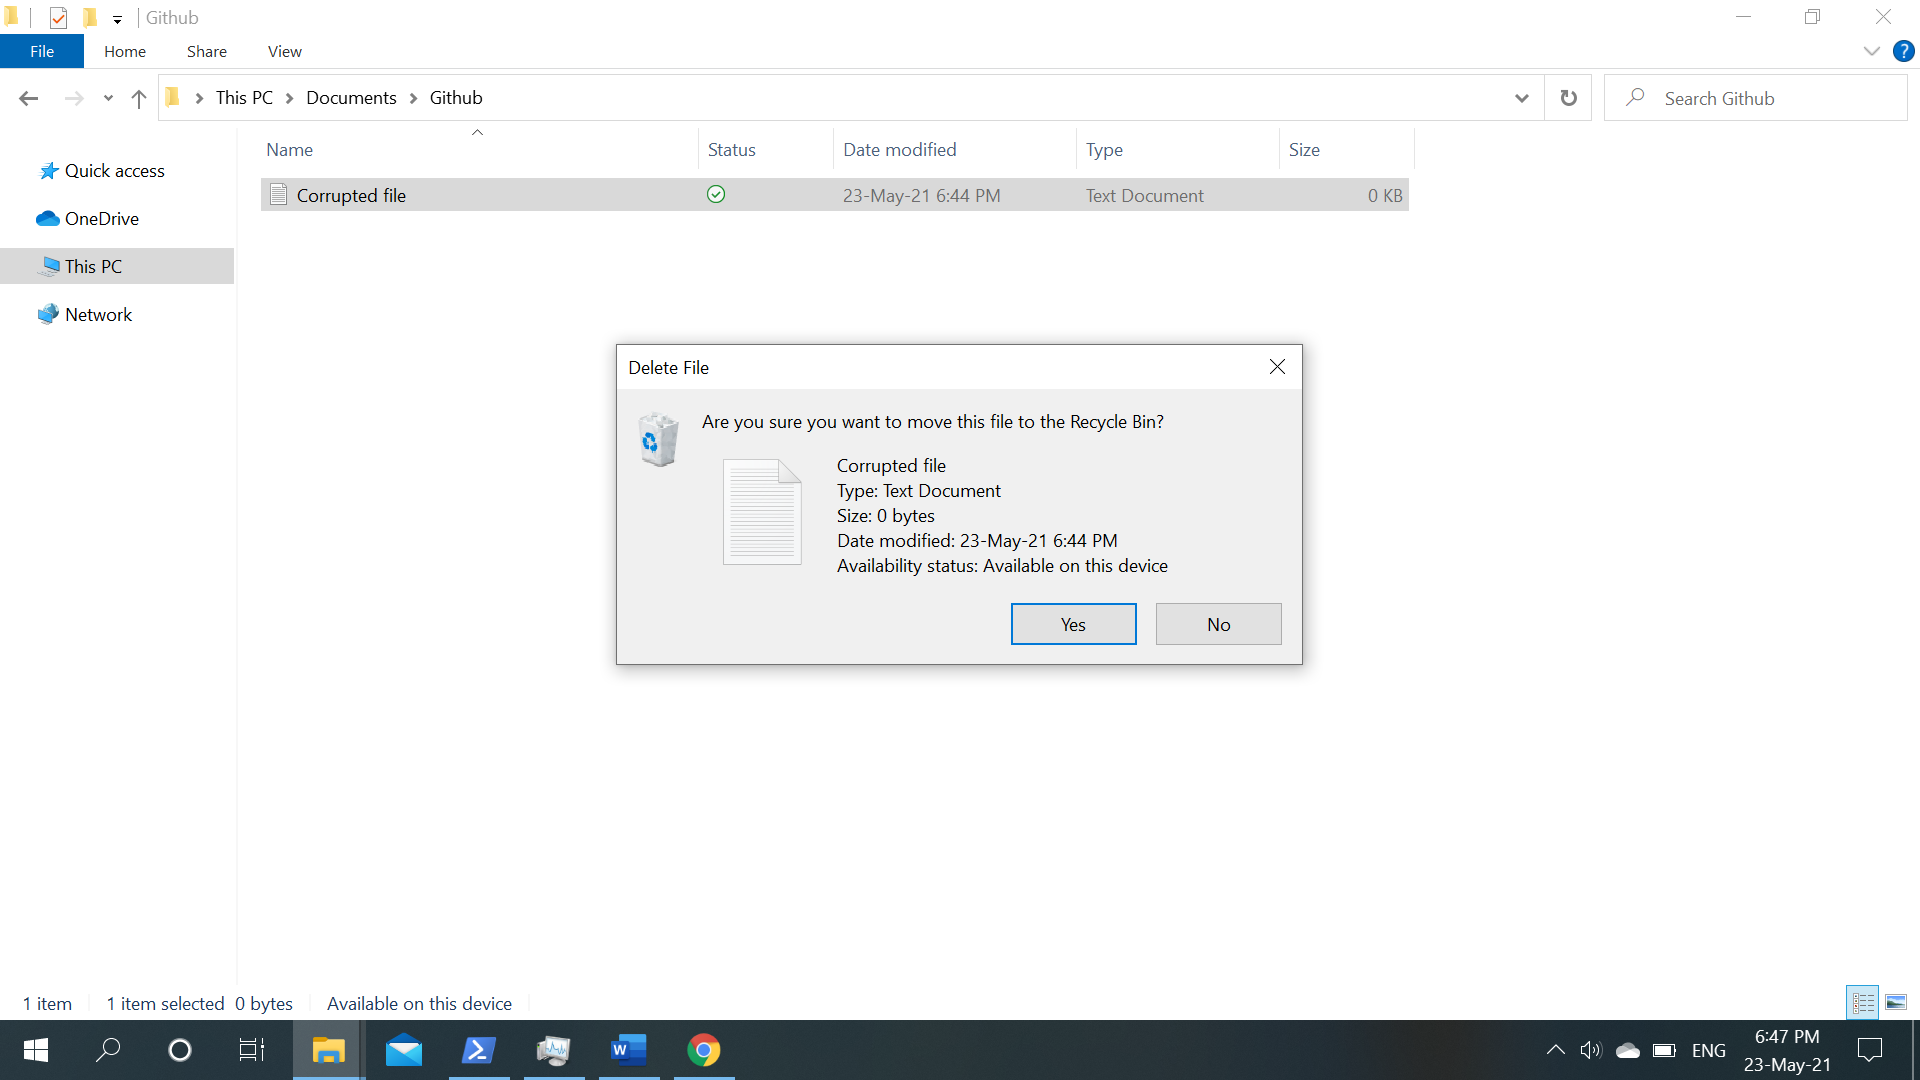 Github
File Home Share View
This PC Documents Github
Search Github
Name Status Date modified Type Size
Quick access
OneDrive
This PC
Network
Corrupted file 23-May-21 6:44 PM Text Document 0 KB
Delete File
Are you sure you want to move this file to the Recycle Bin?
Corrupted file
Type: Text Document
Size: 0 bytes
Date modified: 23-May-21 6:44 PM
Availability status: Available on this device
Yes No
1 item 1 item selected 0 bytes Available on this device
W
ENG
6:47 PM
23-May-21